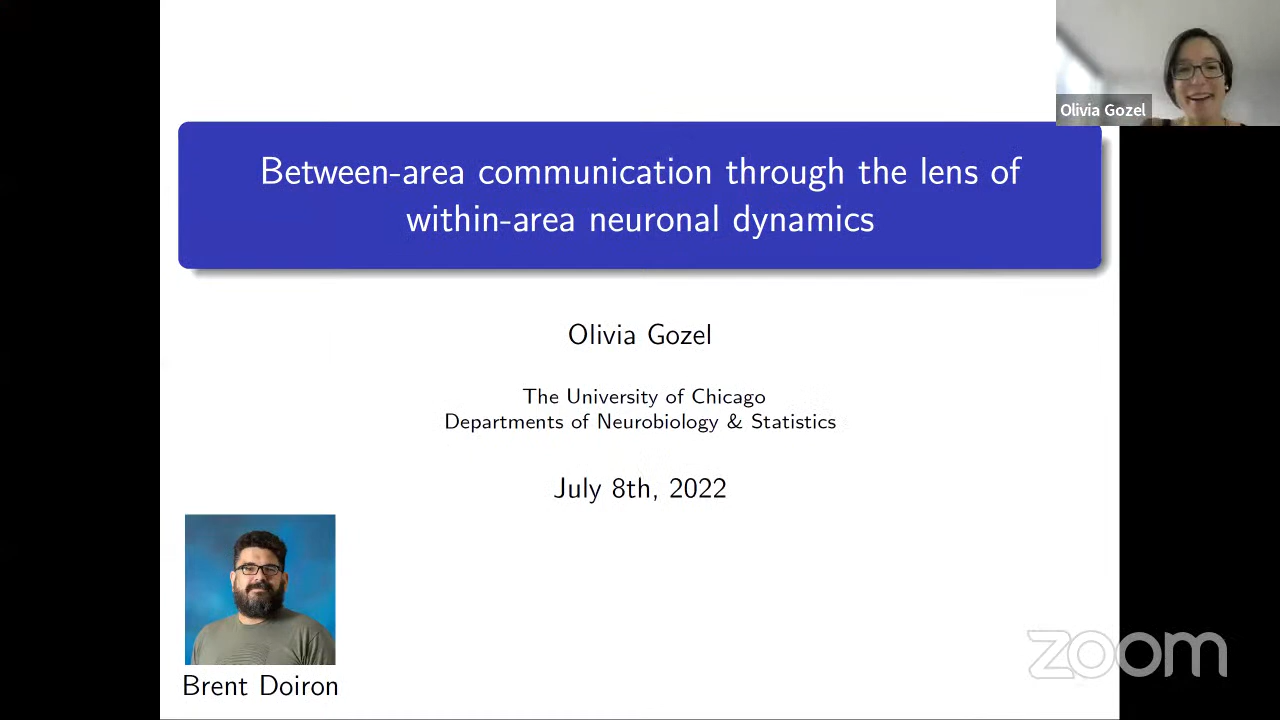 Olivia Gozel
Between-area communication through the lens of
within-area neuronal dynamics
Olivia Gozel
The University of Chicago
Departments of Neurobiology & Statistics
July 8th, 2022
Brent Doiron
zoom